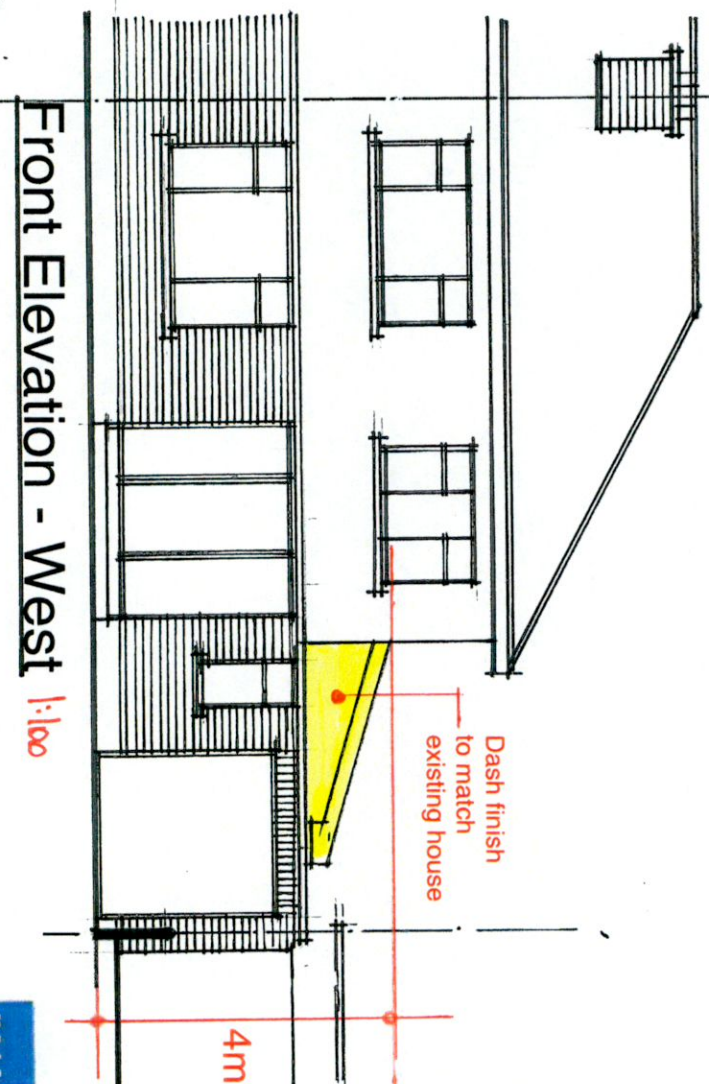 Dash finish
to match
existing house
4m
Front Elevation - West 1:100